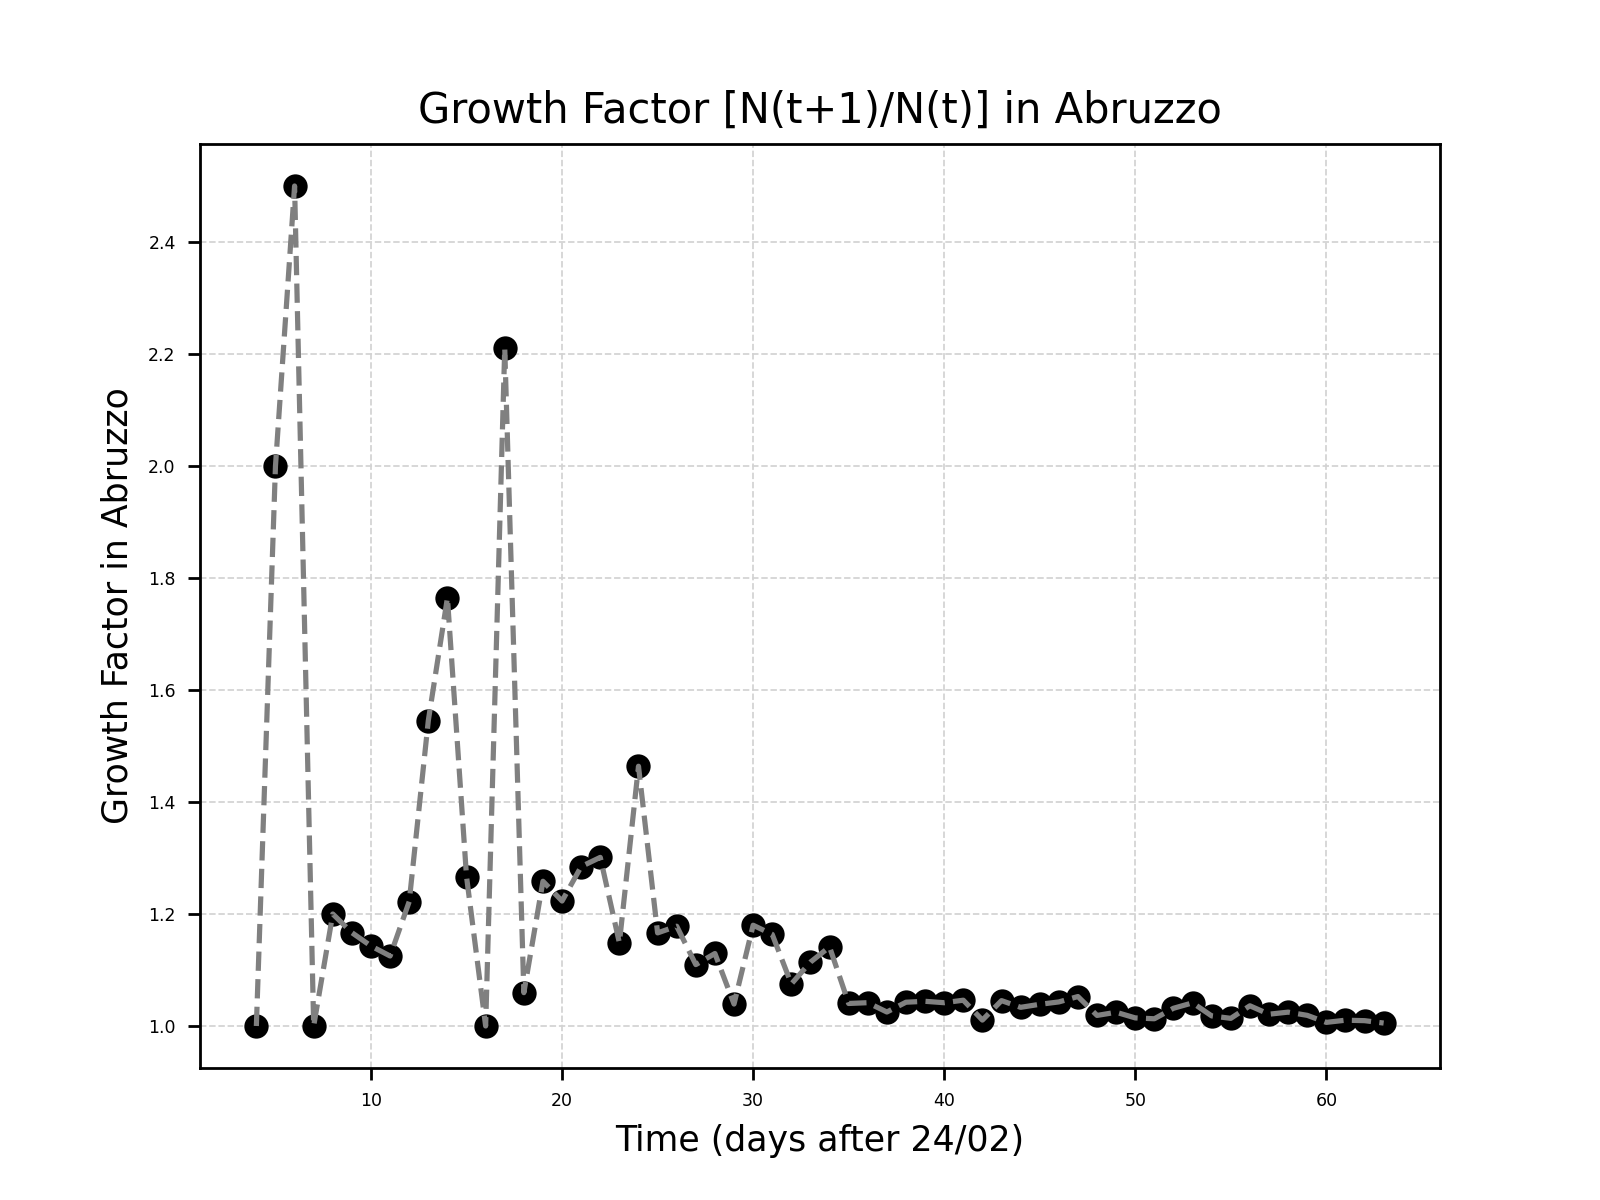 Growth Factor [N(t+1)/N(t)] in Abruzzo
Growth Factor in Abruzzo
2.4
2.2
2.0
1.8
1.6
1.4
1.2
1.0
10 20 30 40 50 60
Time (days after 24/02)